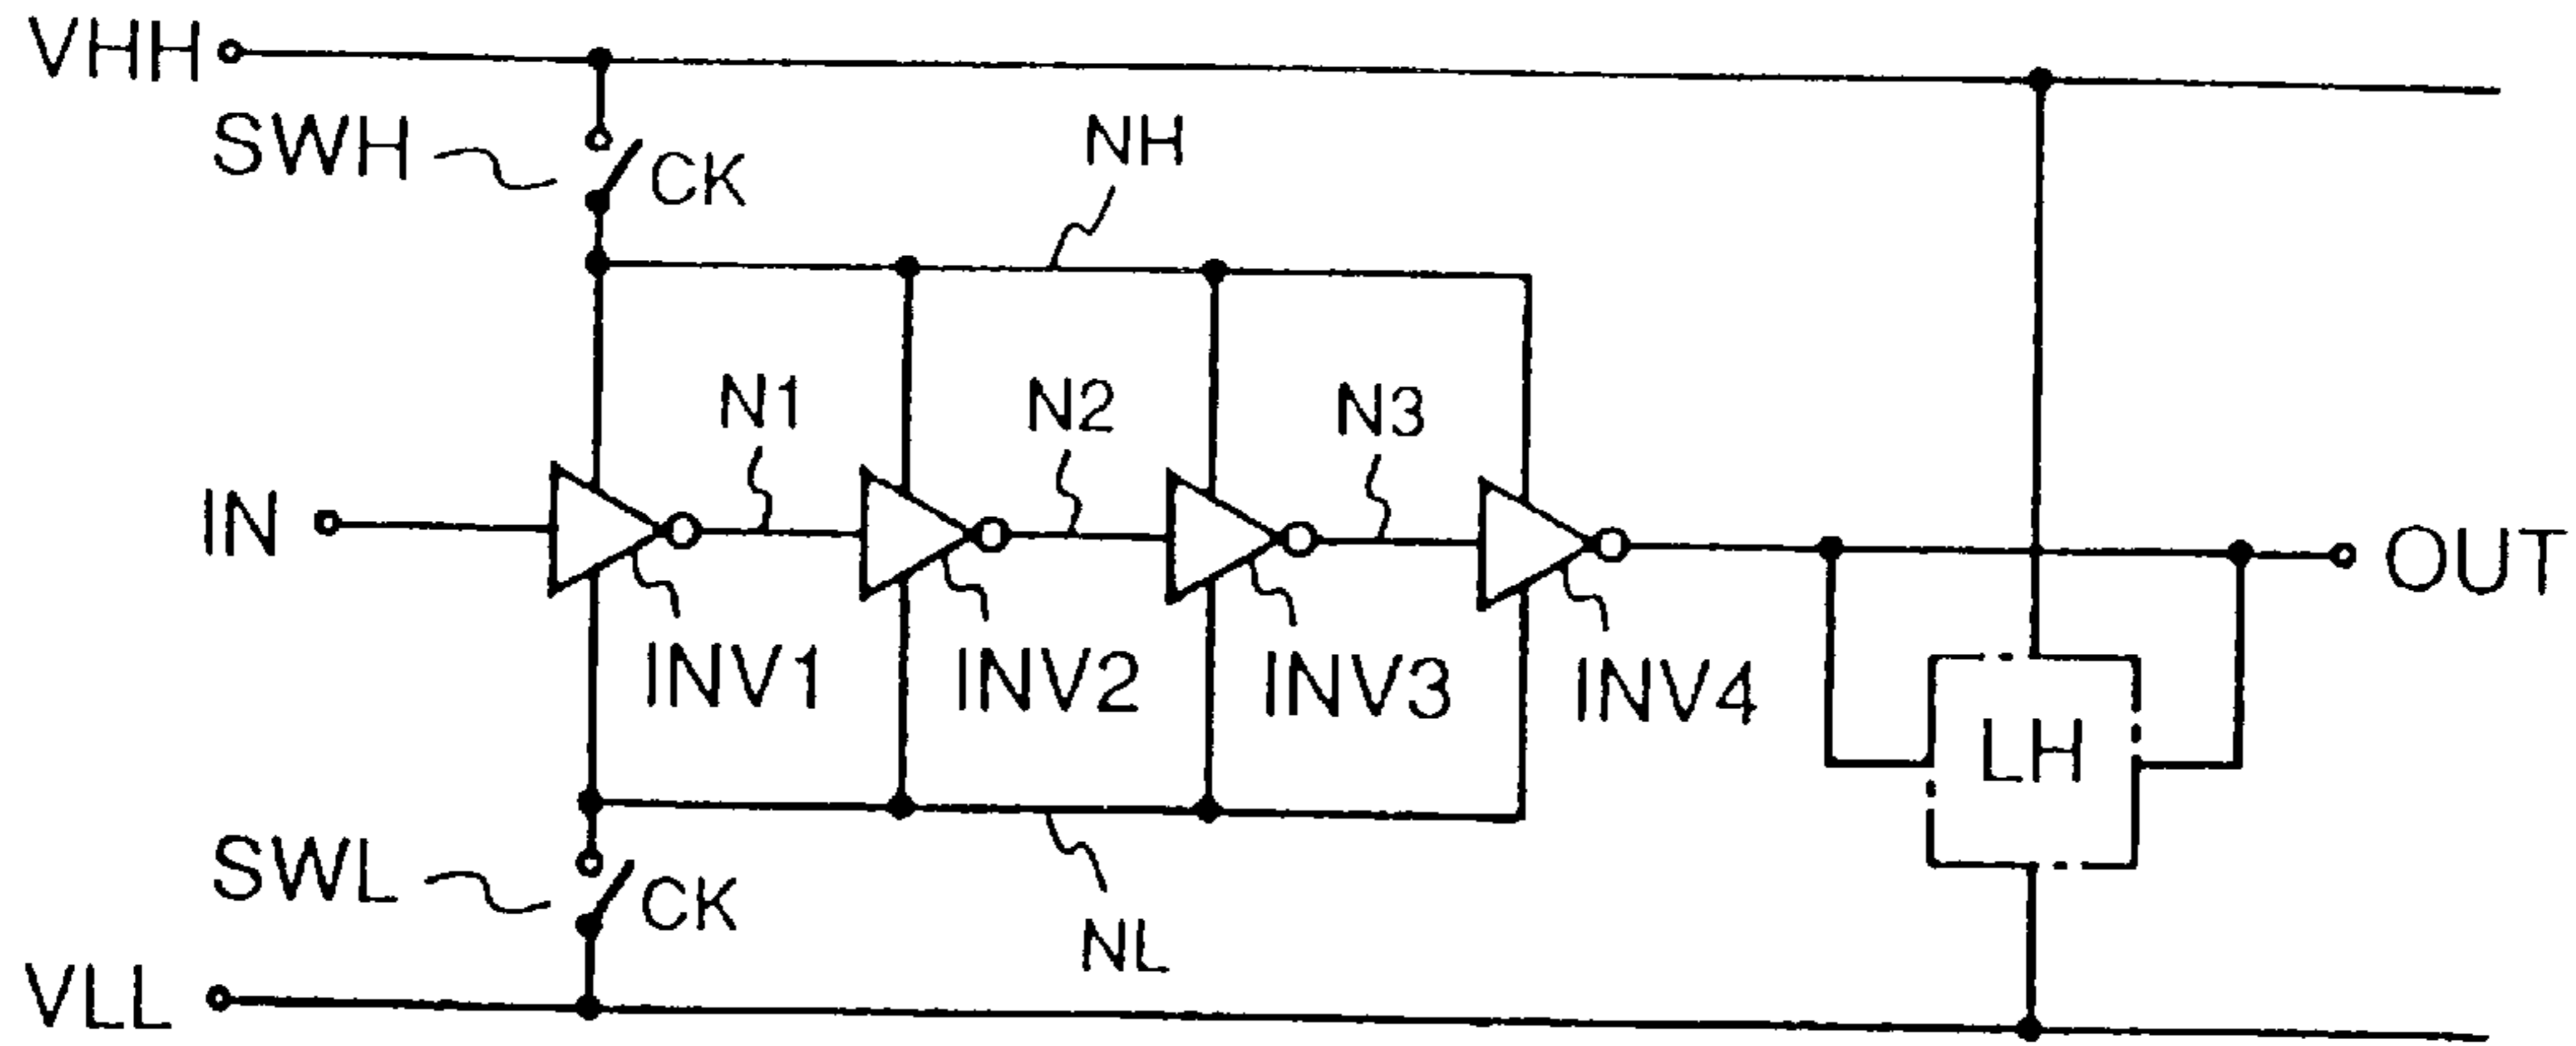 VHH
SWH
CK
NH
N1
N2
N3
IN
OUT
INV1
INV2
INV3
INV4
LH
SWL
CK
NL
VLL